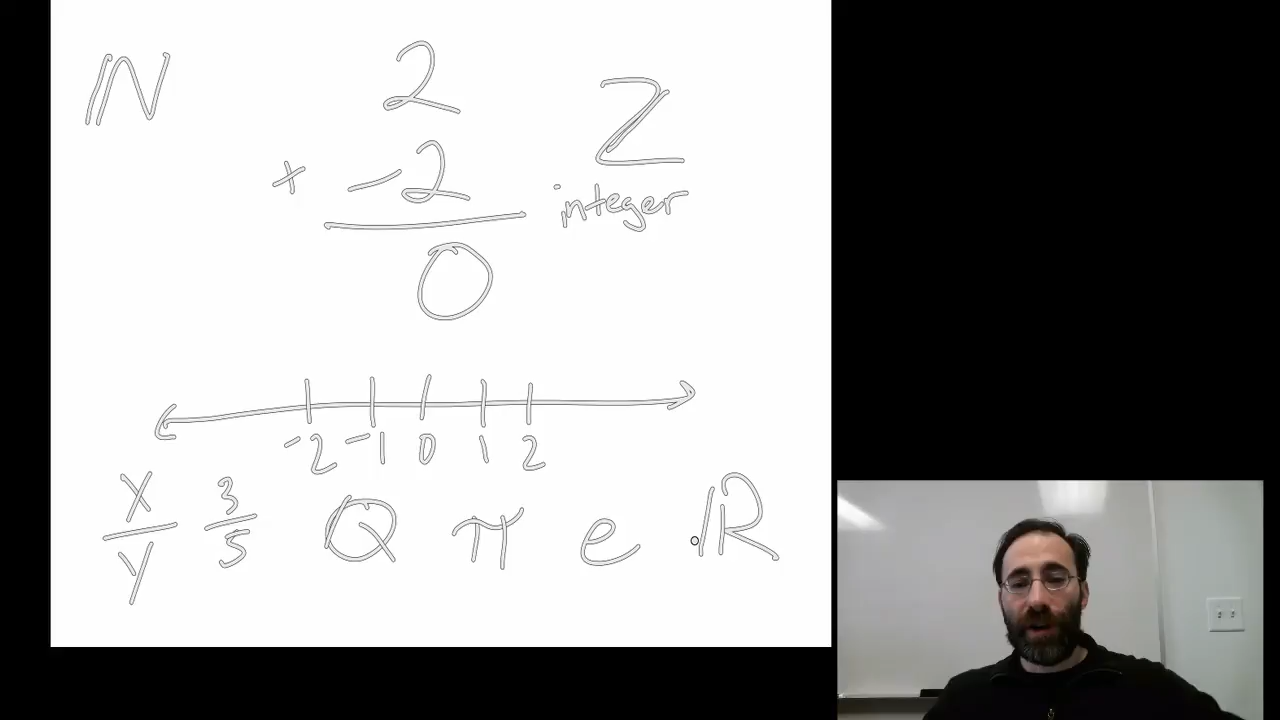 ℕ
2
+ -2
0
ℤ
integer
-2 -1 0 1 2
x/y 3/5 ℚ π e ℝ